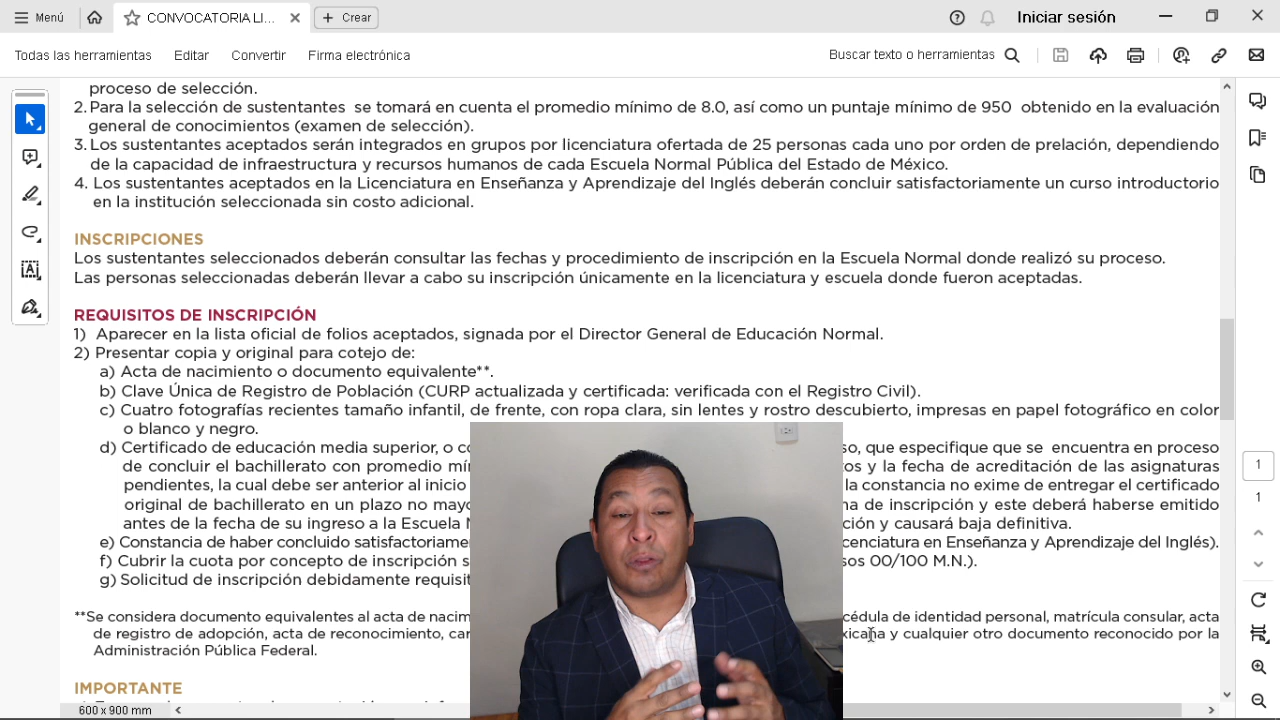 Menú
CONVOCATORIA LI...
Crear
Iniciar sesión
Todas las herramientas Editar Convertir Firma electrónica
Buscar texto o herramientas
proceso de selección.
2. Para la selección de sustentantes se tomará en cuenta el promedio mínimo de 8.0, así como un puntaje mínimo de 950 obtenido en la evaluación
general de conocimientos (examen de selección).
3. Los sustentantes aceptados serán integrados en grupos por licenciatura ofertada de 25 personas cada uno por orden de prelación, dependiendo
de la capacidad de infraestructura y recursos humanos de cada Escuela Normal Pública del Estado de México.
4. Los sustentantes aceptados en la Licenciatura en Enseñanza y Aprendizaje del Inglés deberán concluir satisfactoriamente un curso introductorio
en la institución seleccionada sin costo adicional.
INSCRIPCIONES
Los sustentantes seleccionados deberán consultar las fechas y procedimiento de inscripción en la Escuela Normal donde realizó su proceso.
Las personas seleccionadas deberán llevar a cabo su inscripción únicamente en la licenciatura y escuela donde fueron aceptadas.
REQUISITOS DE INSCRIPCIÓN
1) Aparecer en la lista oficial de folios aceptados, signada por el Director General de Educación Normal.
2) Presentar copia y original para cotejo de:
a) Acta de nacimiento o documento equivalente**.
b) Clave Única de Registro de Población (CURP actualizada y certificada: verificada con el Registro Civil).
c) Cuatro fotografías recientes tamaño infantil, de frente, con ropa clara, sin lentes y rostro descubierto, impresas en papel fotográfico en color
o blanco y negro.
d) Certificado de educación media superior, o co so, que especifique que se encuentra en proceso
de concluir el bachillerato con promedio mín os y la fecha de acreditación de las asignaturas
pendientes, la cual debe ser anterior al inicio la constancia no exime de entregar el certificado
original de bachillerato en un plazo no mayo a de inscripción y este deberá haberse emitido
antes de la fecha de su ingreso a la Escuela ción y causará baja definitiva.
e) Constancia de haber concluido satisfactoriame cenciatura en Enseñanza y Aprendizaje del Inglés).
f) Cubrir la cuota por concepto de inscripción s sos 00/100 M.N.).
g) Solicitud de inscripción debidamente requisit
**Se considera documento equivalentes al acta de nacim cédula de identidad personal, matrícula consular, acta
de registro de adopción, acta de reconocimiento, car xicana y cualquier otro documento reconocido por la
Administración Pública Federal.
IMPORTANTE
1
1
600 x 900 mm